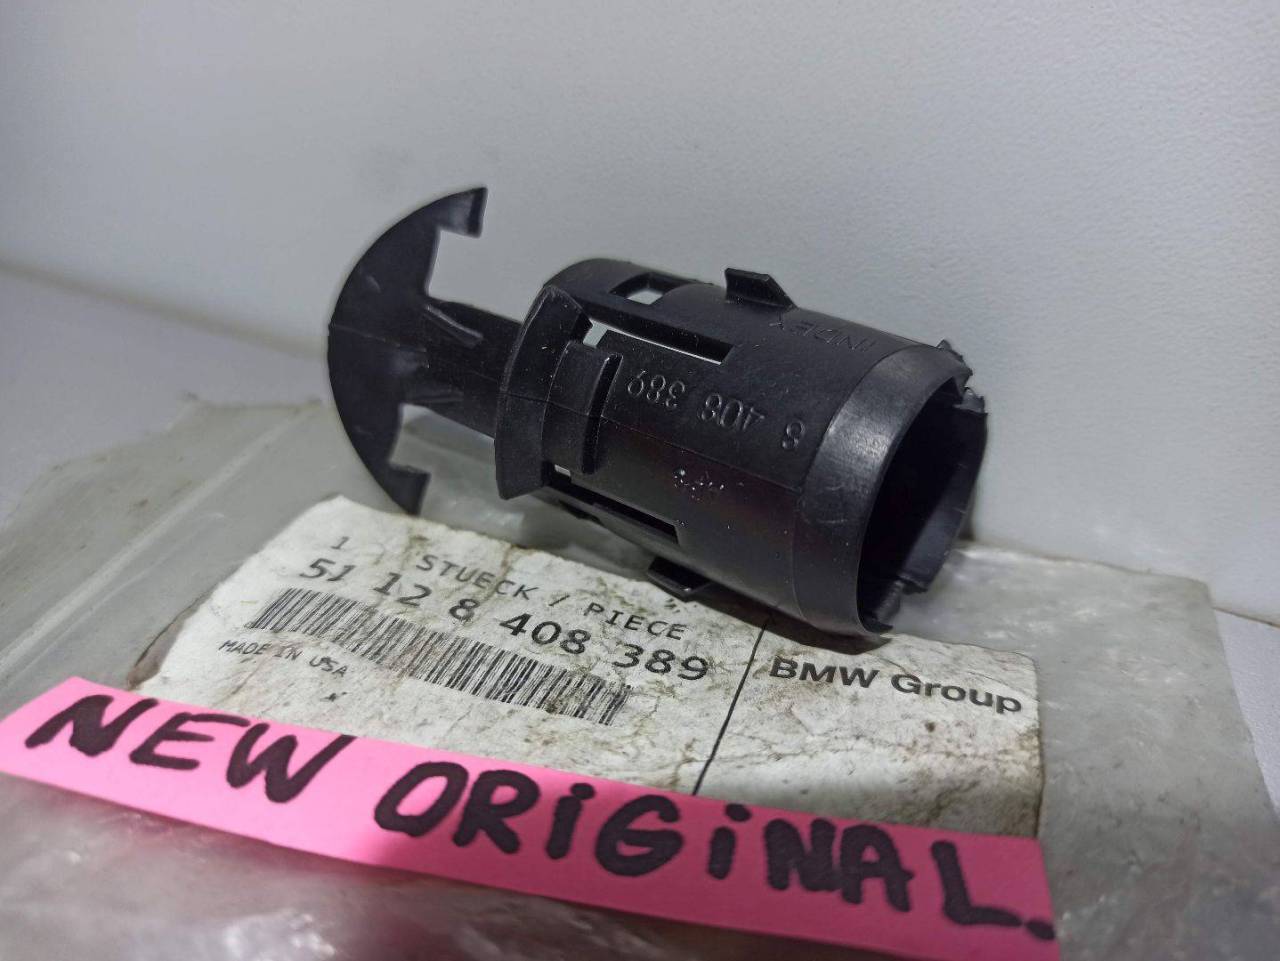 INDEX
8 408 389
1 STUECK / PIECE
51 12 8 408 389
MADE IN USA
BMW Group
NEW ORIGINAL.